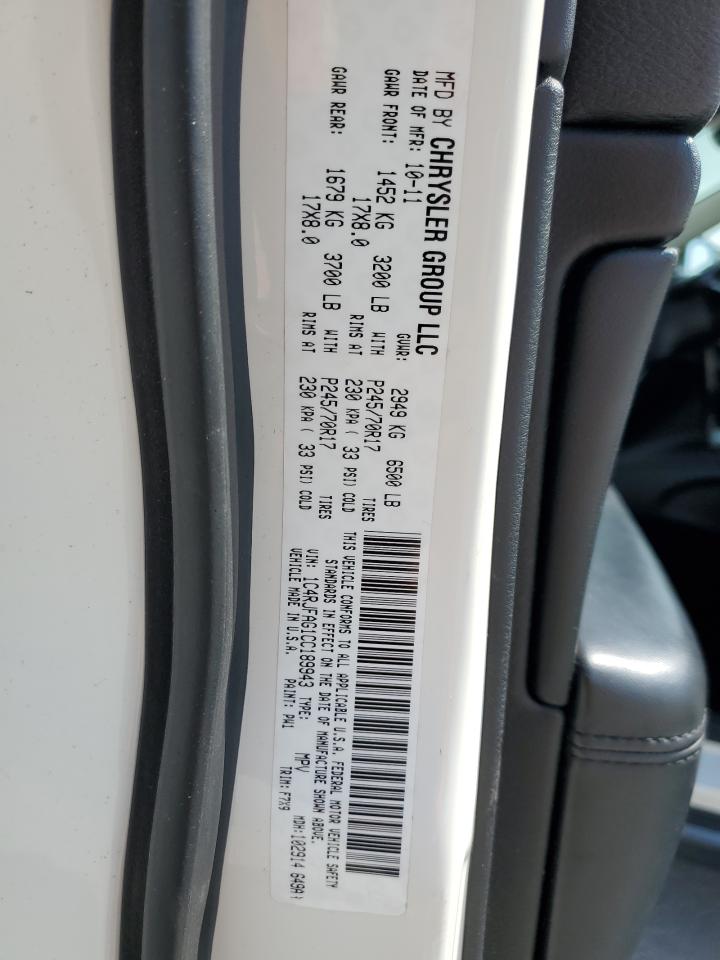 MFD BY CHRYSLER GROUP LLC
DATE OF MFR: 10-11 GVWR: 2949 KG 6500 LB
GAWR FRONT: 1452 KG 3200 LB WITH P245/70R17 TIRES
17X8.0 RIMS AT 230 KPA ( 33 PSI) COLD
GAWR REAR: 1679 KG 3700 LB WITH P245/70R17 TIRES
17X8.0 RIMS AT 230 KPA ( 33 PSI) COLD
THIS VEHICLE CONFORMS TO ALL APPLICABLE U.S.A. FEDERAL MOTOR VEHICLE SAFETY
STANDARDS IN EFFECT ON THE DATE OF MANUFACTURE SHOWN ABOVE.
VIN: 1C4RJFAG1CC189943 TYPE: MPV MDH:102914 649A
VEHICLE MADE IN U.S.A. PAINT: PW1 TRIM:F7X9